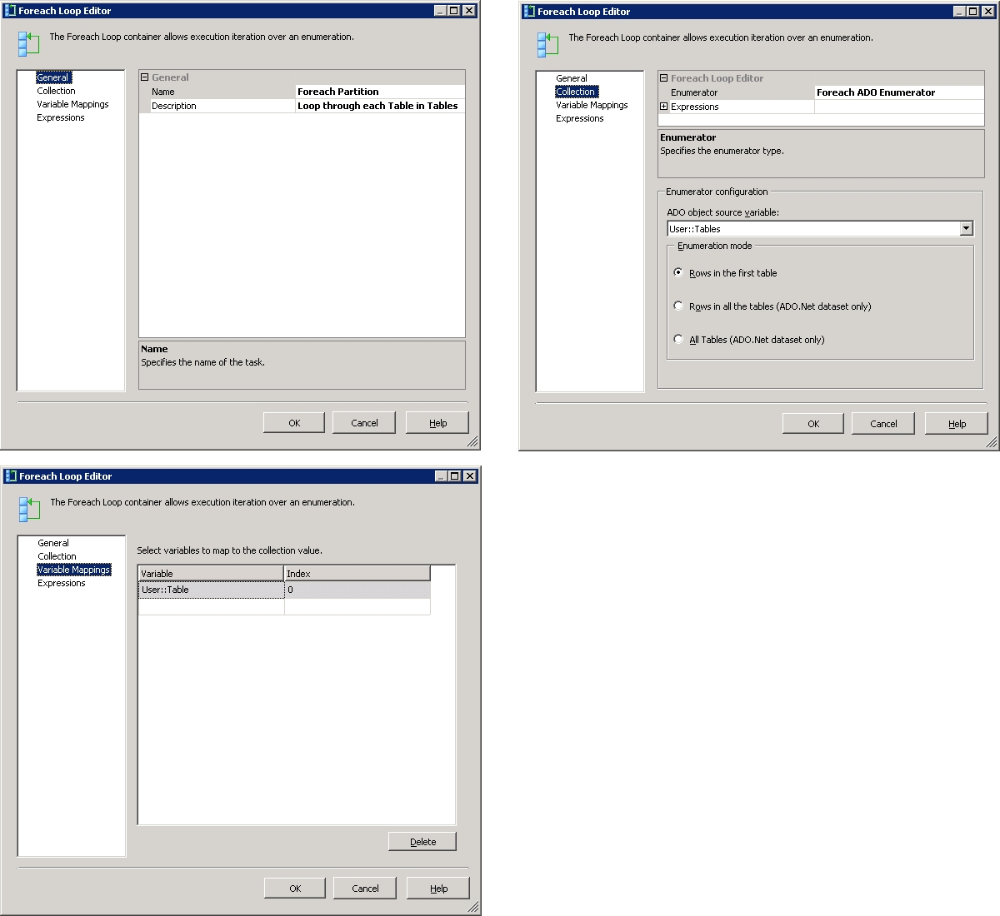 Foreach Loop Editor
The Foreach Loop container allows execution iteration over an enumeration.
General
Collection
Variable Mappings
Expressions
General
Name Foreach Partition
Description Loop through each Table in Tables
Name
Specifies the name of the task.
OK Cancel Help
Foreach Loop Editor
The Foreach Loop container allows execution iteration over an enumeration.
General
Collection
Variable Mappings
Expressions
Foreach Loop Editor
Enumerator Foreach ADO Enumerator
Expressions
Enumerator
Specifies the enumerator type.
Enumerator configuration
ADO object source variable:
User::Tables
Enumeration mode
Rows in the first table
Rows in all the tables (ADO.Net dataset only)
All Tables (ADO.Net dataset only)
OK Cancel Help
Foreach Loop Editor
The Foreach Loop container allows execution iteration over an enumeration.
General
Collection
Variable Mappings
Expressions
Select variables to map to the collection value.
Variable Index
User::Table 0
Delete
OK Cancel Help